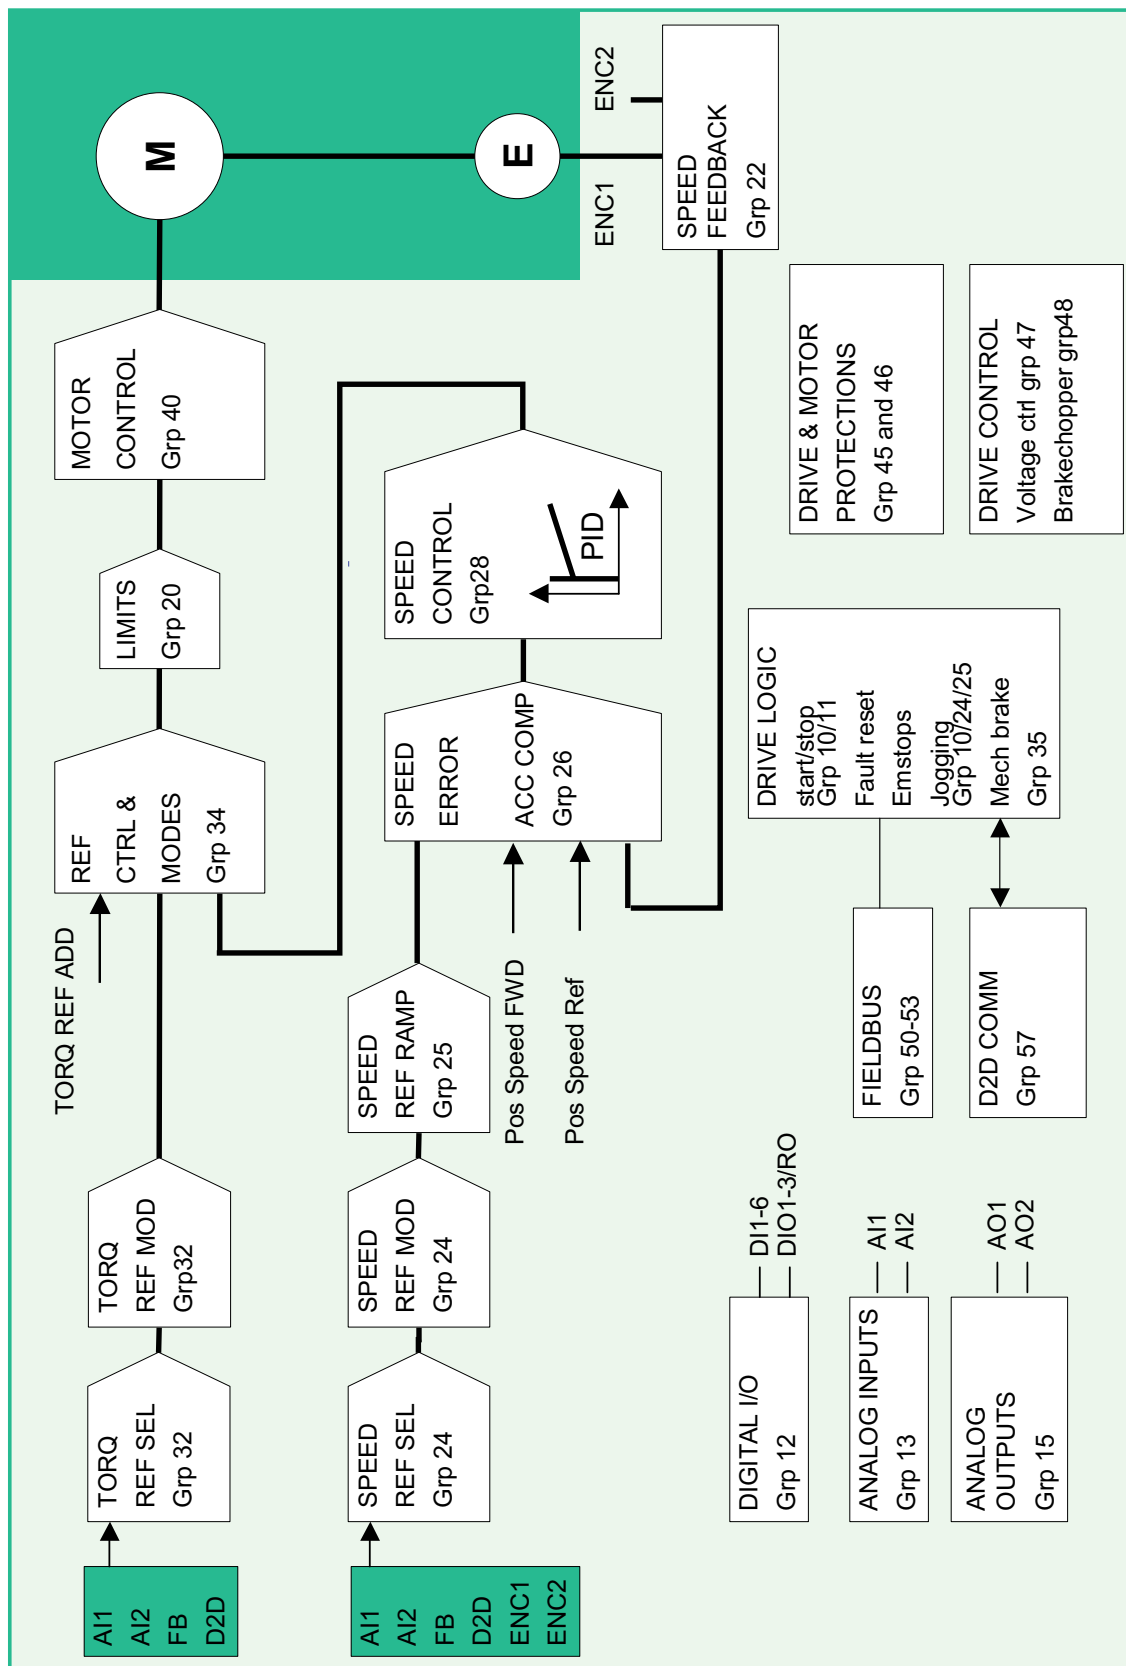 AI1
AI2
FB
D2D
TORQ
REF SEL
Grp 32
TORQ
REF MOD
Grp32
TORQ REF ADD
REF
CTRL &
MODES
Grp 34
LIMITS
Grp 20
MOTOR
CONTROL
Grp 40
M
E
AI1
AI2
FB
D2D
ENC1
ENC2
SPEED
REF SEL
Grp 24
SPEED
REF MOD
Grp 24
SPEED
REF RAMP
Grp 25
Pos Speed FWD
Pos Speed Ref
SPEED
ERROR
ACC COMP
Grp 26
SPEED
CONTROL
Grp28
PID
ENC1
ENC2
SPEED
FEEDBACK
Grp 22
DIGITAL I/O
Grp 12
DI1-6
DIO1-3/RO
ANALOG INPUTS
Grp 13
AI1
AI2
ANALOG
OUTPUTS
Grp 15
AO1
AO2
FIELDBUS
Grp 50-53
D2D COMM
Grp 57
DRIVE LOGIC
start/stop
Grp 10/11
Fault reset
Emstops
Jogging
Grp 10/24/25
Mech brake
Grp 35
DRIVE & MOTOR
PROTECTIONS
Grp 45 and 46
DRIVE CONTROL
Voltage ctrl grp 47
Brakechopper grp48